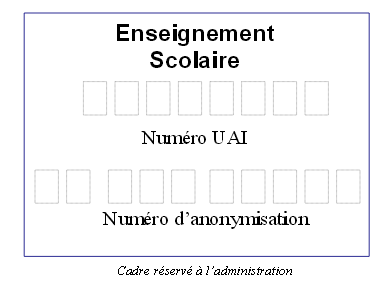 Enseignement
Scolaire
Numéro UAI
Numéro d'anonymisation
Cadre réservé à l'administration